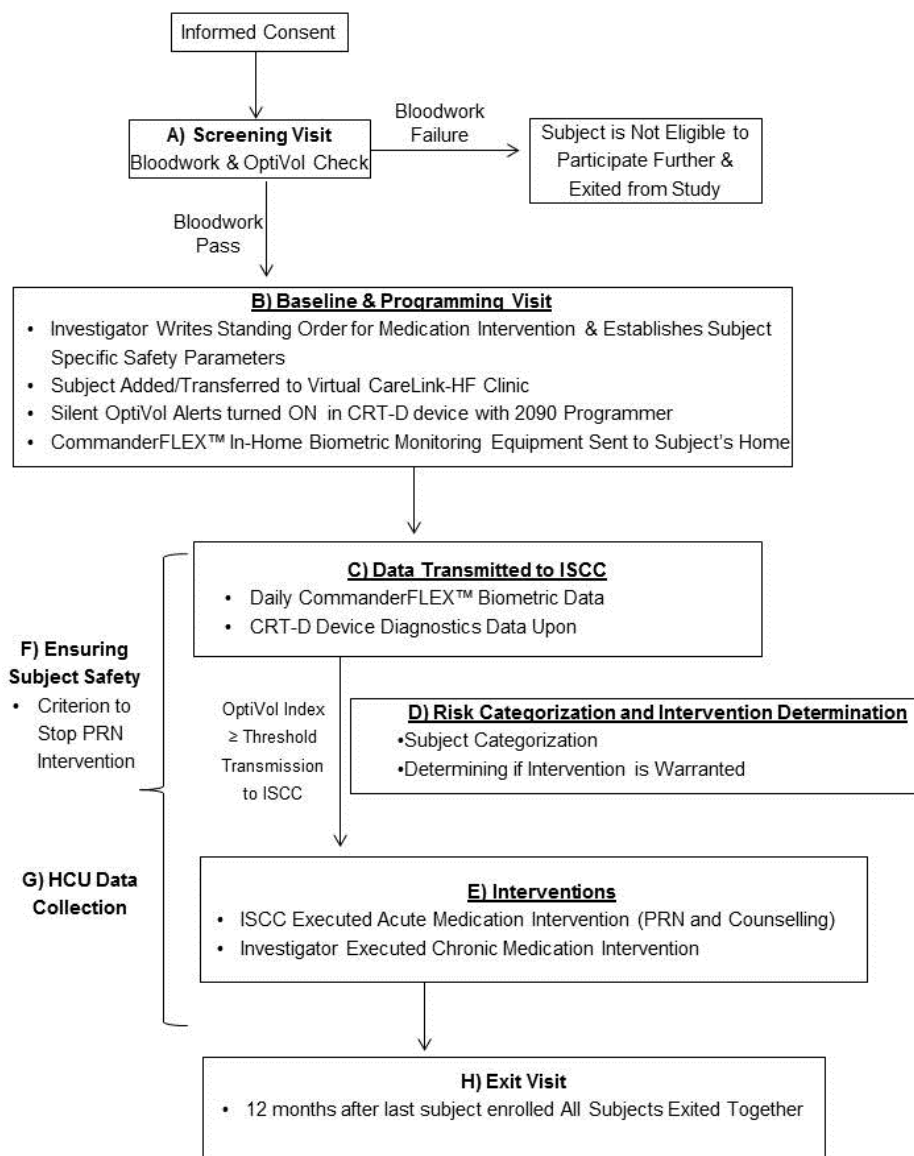 Informed Consent
A) Screening Visit
Bloodwork & OptiVol Check
Bloodwork
Failure
Subject is Not Eligible to
Participate Further &
Exited from Study
Bloodwork
Pass
B) Baseline & Programming Visit
• Investigator Writes Standing Order for Medication Intervention & Establishes Subject
Specific Safety Parameters
• Subject Added/Transferred to Virtual CareLink-HF Clinic
• Silent OptiVol Alerts turned ON in CRT-D device with 2090 Programmer
• CommanderFLEX™ In-Home Biometric Monitoring Equipment Sent to Subject's Home
C) Data Transmitted to ISCC
• Daily CommanderFLEX™ Biometric Data
• CRT-D Device Diagnostics Data Upon
F) Ensuring
Subject Safety
• Criterion to
Stop PRN
Intervention
OptiVol Index
≥ Threshold
Transmission
to ISCC
D) Risk Categorization and Intervention Determination
•Subject Categorization
•Determining if Intervention is Warranted
G) HCU Data
Collection
E) Interventions
• ISCC Executed Acute Medication Intervention (PRN and Counselling)
• Investigator Executed Chronic Medication Intervention
H) Exit Visit
• 12 months after last subject enrolled All Subjects Exited Together